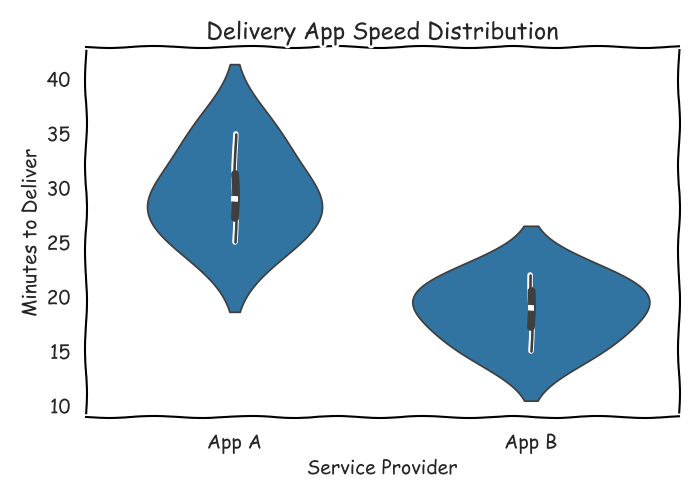 Delivery App Speed Distribution
Minutes to Deliver
40
35
30
25
20
15
10
App A
App B
Service Provider